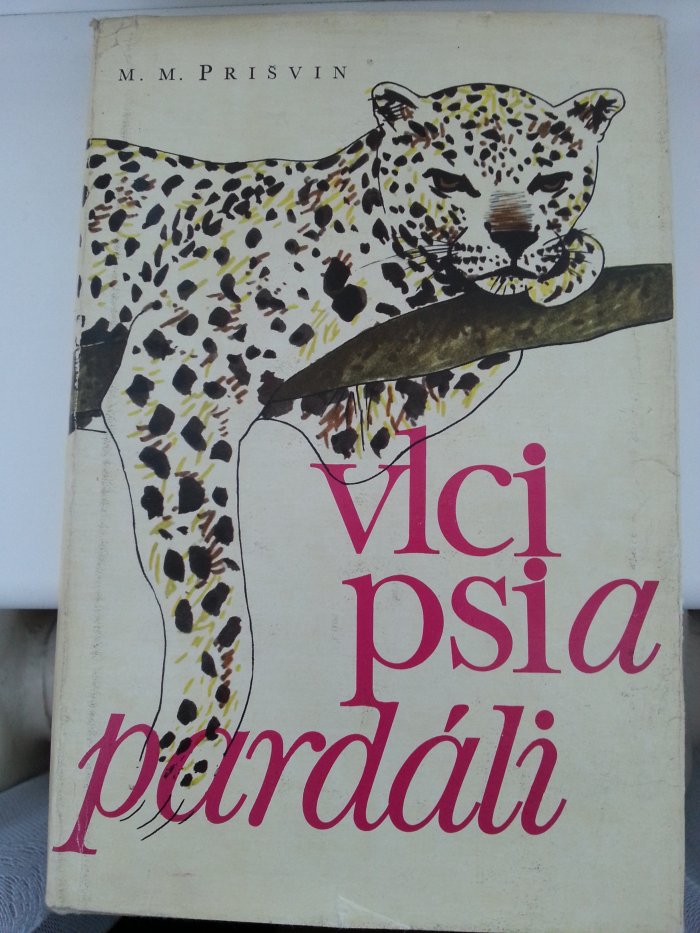 M. M. PRIŠVIN
vlci
psi a
pardáli